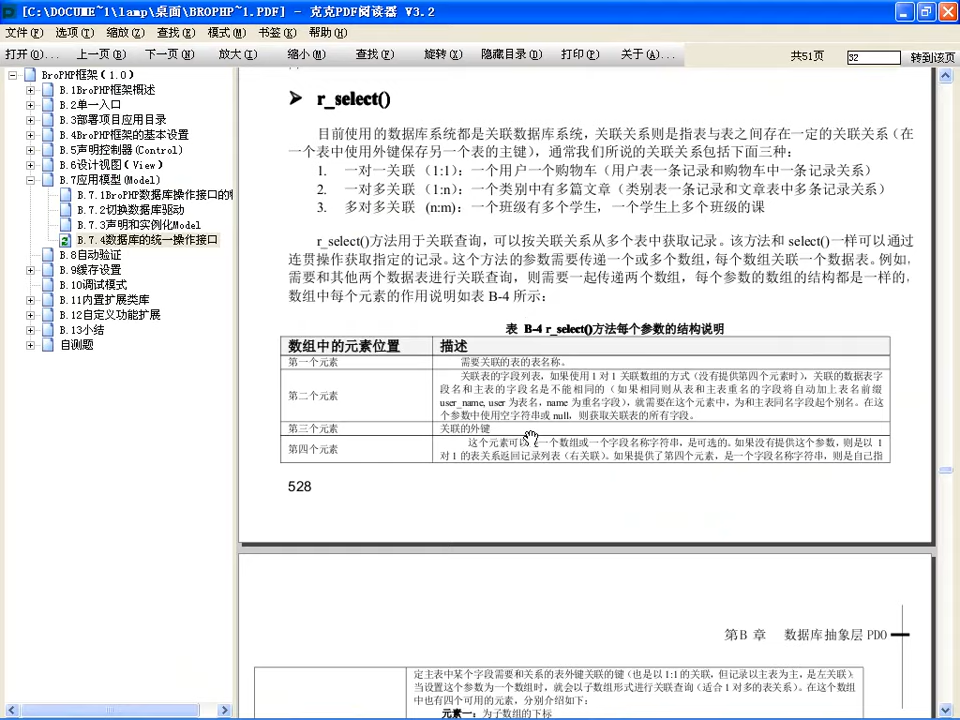 [C:\DOCUME~1\lamp\桌面\BROPHP~1.PDF] - 克克PDF阅读器 V3.2
文件(F) 选项(T) 缩放(Z) 查找(F) 模式(M) 书签(K) 帮助(H)
打开(O)... 上一页(B) 下一页(N) 放大(I) 缩小(M) 查找(F) 旋转(Y) 隐藏目录(D) 打印(P) 关于(A)... 共51页 32 转到该页
BroPHP框架(1.0)
B.1BroPHP框架概述
B.2单一入口
B.3部署项目应用目录
B.4BroPHP框架的基本设置
B.5声明控制器(Control)
B.6设计视图(View)
B.7应用模型(Model)
B.7.1BroPHP数据库操作接口的
B.7.2切换数据库驱动
B.7.3声明和实例化Model
B.7.4数据库的统一操作接口
B.8自动验证
B.9缓存设置
B.10调试模式
B.11内置扩展类库
B.12自定义功能扩展
B.13小结
自测题
➢ r_select()
目前使用的数据库系统都是关联数据库系统，关联关系则是指表与表之间存在一定的关联关系（在
一个表中使用外键保存另一个表的主键），通常我们所说的关联关系包括下面三种：
1. 一对一关联（1:1）：一个用户一个购物车（用户表一条记录和购物车中一条记录关系）
2. 一对多关联（1:n）：一个类别中有多篇文章（类别表一条记录和文章表中多条记录关系）
3. 多对多关联（n:m）：一个班级有多个学生，一个学生上多个班级的课
r_select()方法用于关联查询，可以按关联关系从多个表中获取记录。该方法和 select()一样可以通过
连贯操作获取指定的记录。这个方法的参数需要传递一个或多个数组，每个数组关联一个数据表。例如，
需要和其他两个数据表进行关联查询，则需要一起传递两个数组，每个参数的数组的结构都是一样的，
数组中每个元素的作用说明如表 B-4 所示：
表 B-4 r_select()方法每个参数的结构说明
数组中的元素位置 描述
第一个元素 需要关联的表的表名称。
第二个元素 关联表的字段列表，如果使用 1 对 1 关联数组的方式（没有提供第四个元素时），关联的数据表字
段名和主表的字段名是不能相同的（如果相同则从表和主表重名的字段将自动加上表名前缀
user_name, user 为表名，name 为重名字段），就需要在这个元素中，为和主表同名字段起个别名。在这
个参数中使用空字符串或 null，则获取关联表的所有字段。
第三个元素 关联的外键
第四个元素 这个元素可以 一个数组或一个字段名称字符串，是可选的。如果没有提供这个参数，则是以 1
对 1 的表关系返回记录列表（右关联）。如果提供了第四个元素，是一个字段名称字符串，则是自己指
528
第B 章 数据库抽象层 PDO
定主表中某个字段需要和关系的表外键关联的键（也是以 1:1 的关联，但记录以主表为主，是左关联）。
当设置这个参数为一个数组时，就会以子数组形式进行关联查询（适合 1 对多的表关系）。在这个数组
中也有四个可用的元素，分别介绍如下：
元素一：为子数组的下标